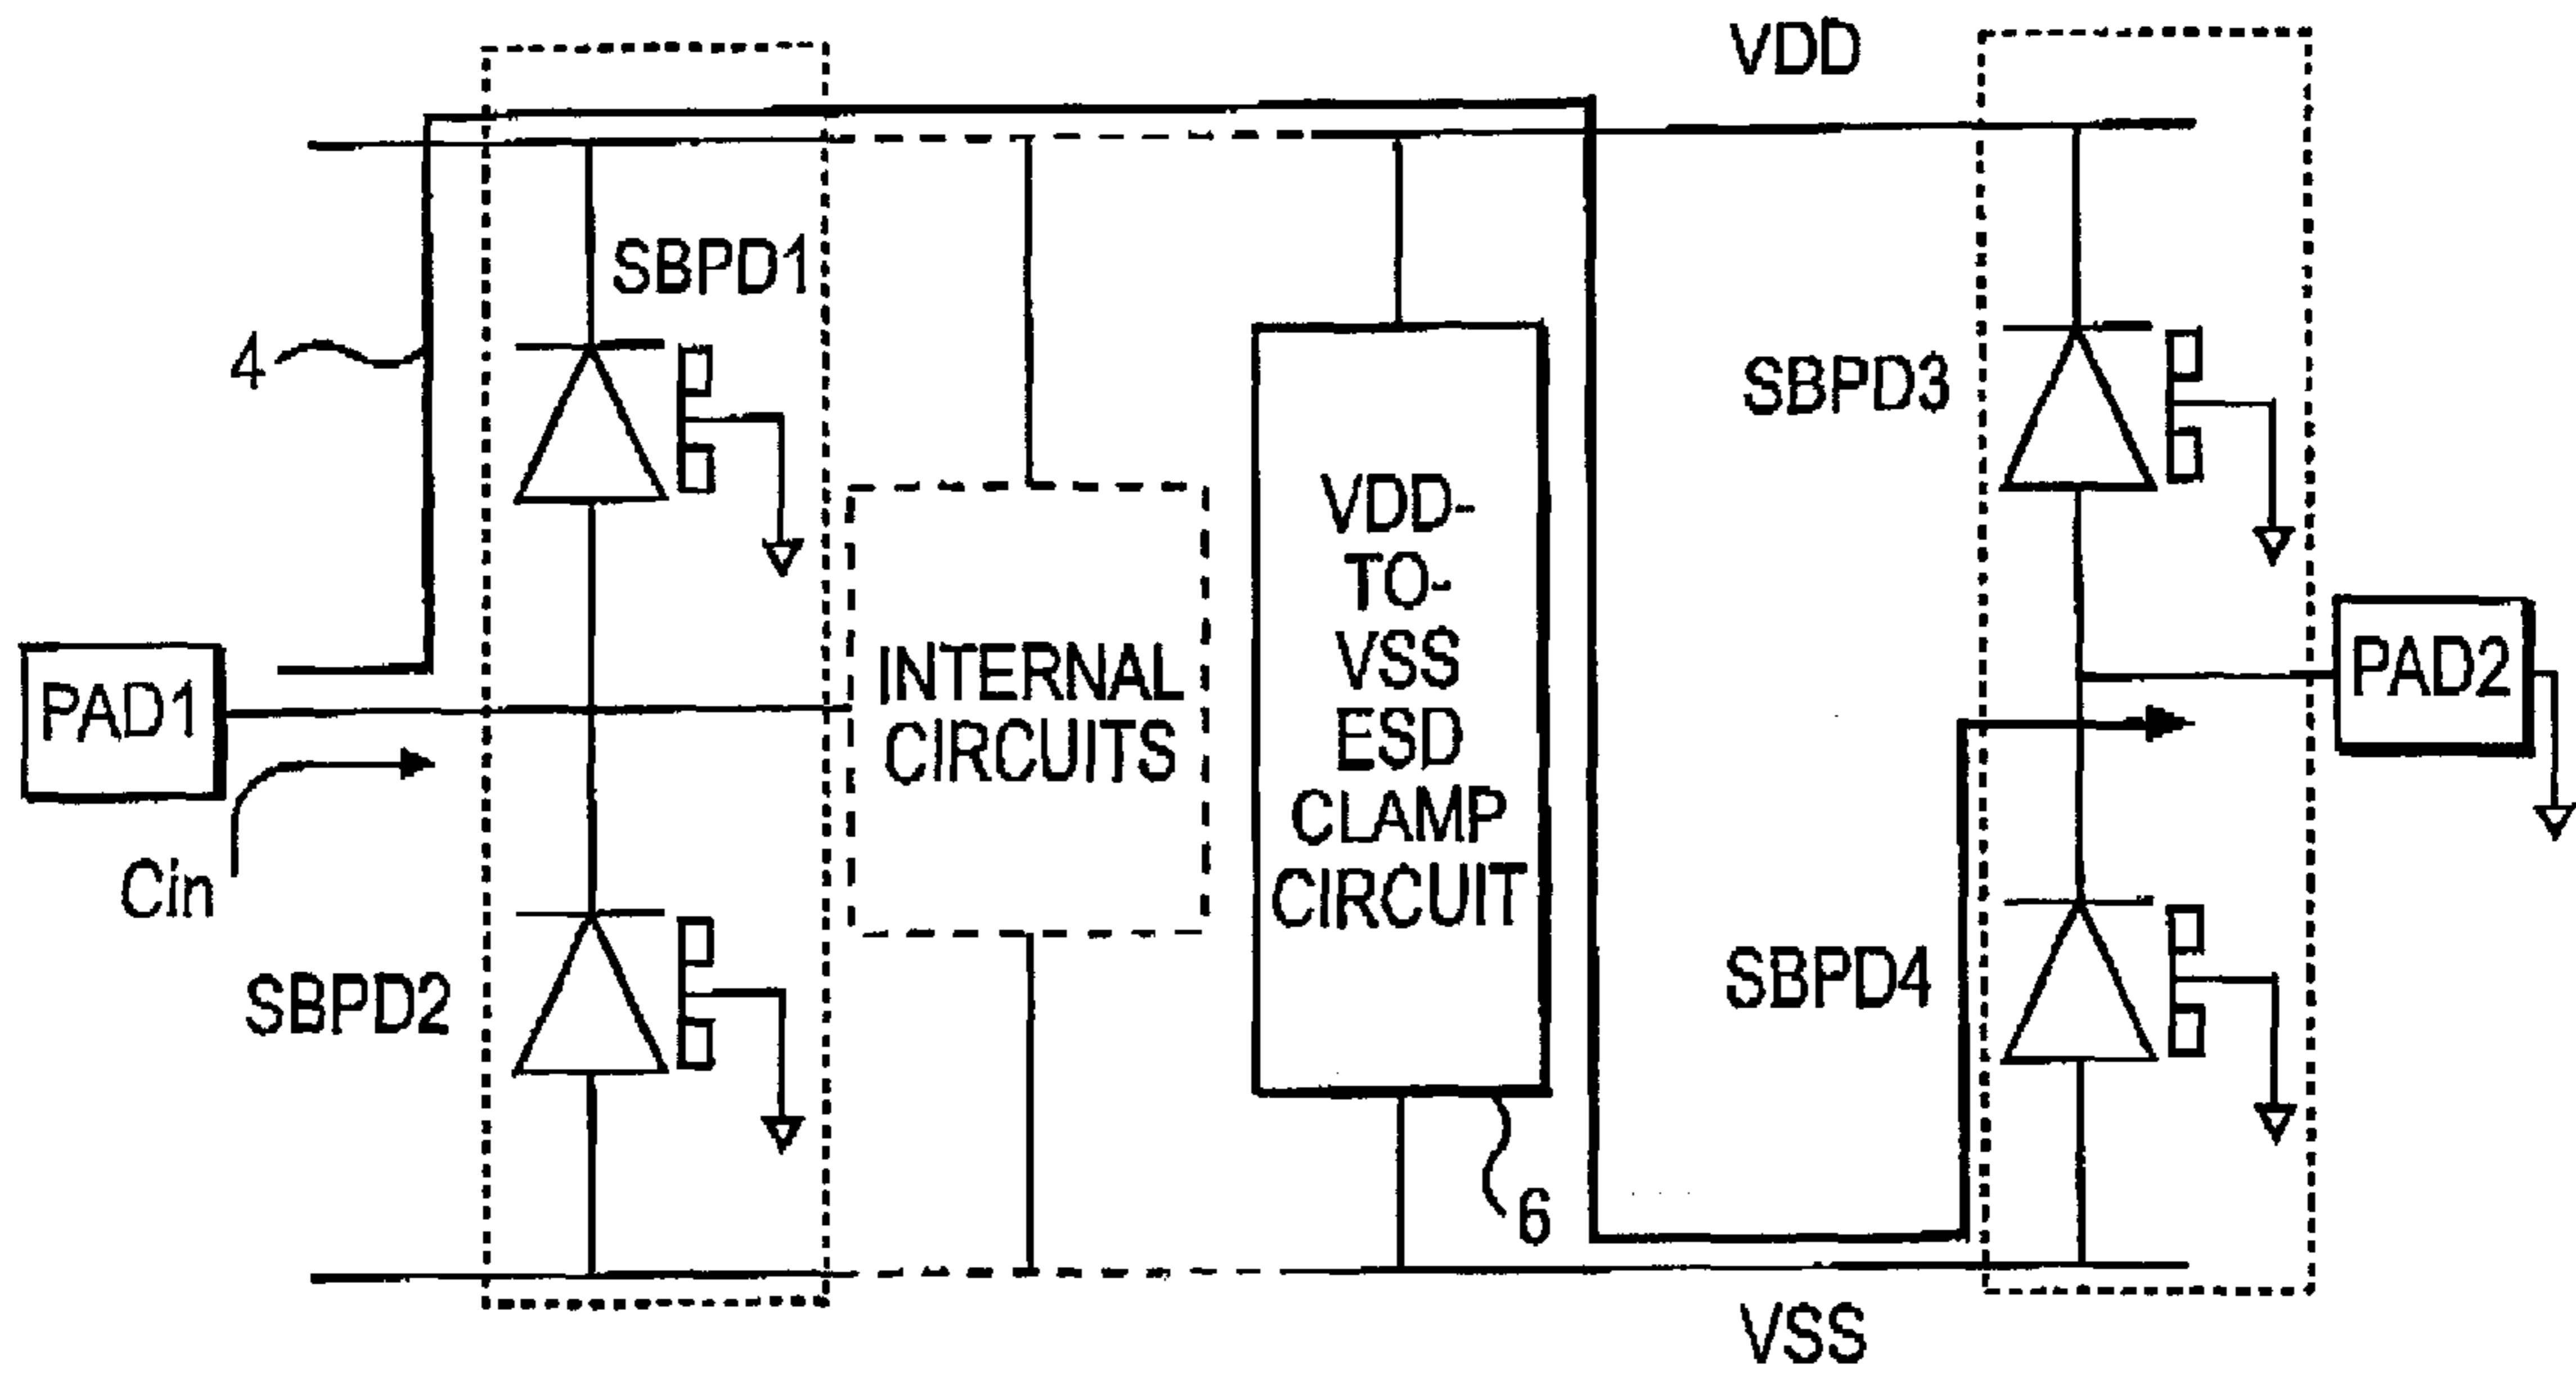 VDD
SBPD1
4
SBPD3
PAD1
INTERNAL
CIRCUITS
VDD-
TO-
VSS
ESD
CLAMP
CIRCUIT
PAD2
Cin
SBPD2
SBPD4
6
VSS